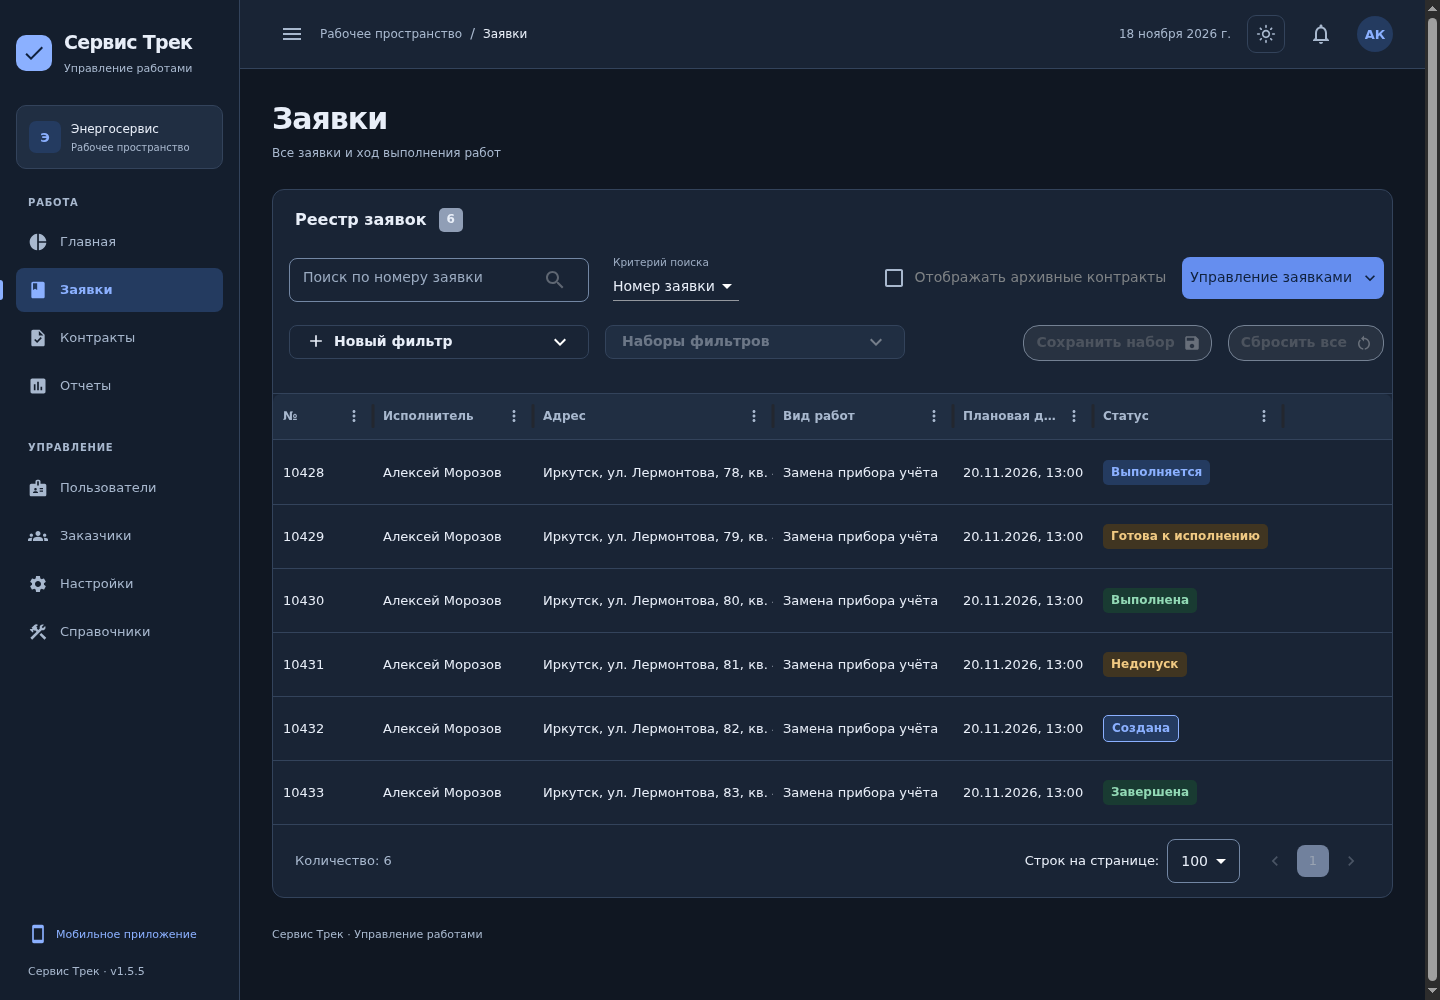 Сервис Трек
Управление работами
Э
Энергосервис
Рабочее пространство
РАБОТА
Главная
Заявки
Контракты
Отчеты
УПРАВЛЕНИЕ
Пользователи
Заказчики
Настройки
Справочники
Мобильное приложение
Сервис Трек · v1.5.5
Рабочее пространство / Заявки
18 ноября 2026 г.
АК
Заявки
Все заявки и ход выполнения работ
Реестр заявок 6
Поиск по номеру заявки
Критерий поиска
Номер заявки
Отображать архивные контракты
Управление заявками
Новый фильтр
Наборы фильтров
Сохранить набор
Сбросить все
№ Исполнитель Адрес Вид работ Плановая д... Статус
10428 Алексей Морозов Иркутск, ул. Лермонтова, 78, кв. Замена прибора учёта 20.11.2026, 13:00 Выполняется
10429 Алексей Морозов Иркутск, ул. Лермонтова, 79, кв. Замена прибора учёта 20.11.2026, 13:00 Готова к исполнению
10430 Алексей Морозов Иркутск, ул. Лермонтова, 80, кв. Замена прибора учёта 20.11.2026, 13:00 Выполнена
10431 Алексей Морозов Иркутск, ул. Лермонтова, 81, кв. Замена прибора учёта 20.11.2026, 13:00 Недопуск
10432 Алексей Морозов Иркутск, ул. Лермонтова, 82, кв. Замена прибора учёта 20.11.2026, 13:00 Создана
10433 Алексей Морозов Иркутск, ул. Лермонтова, 83, кв. Замена прибора учёта 20.11.2026, 13:00 Завершена
Количество: 6
Строк на странице: 100
1
Сервис Трек · Управление работами